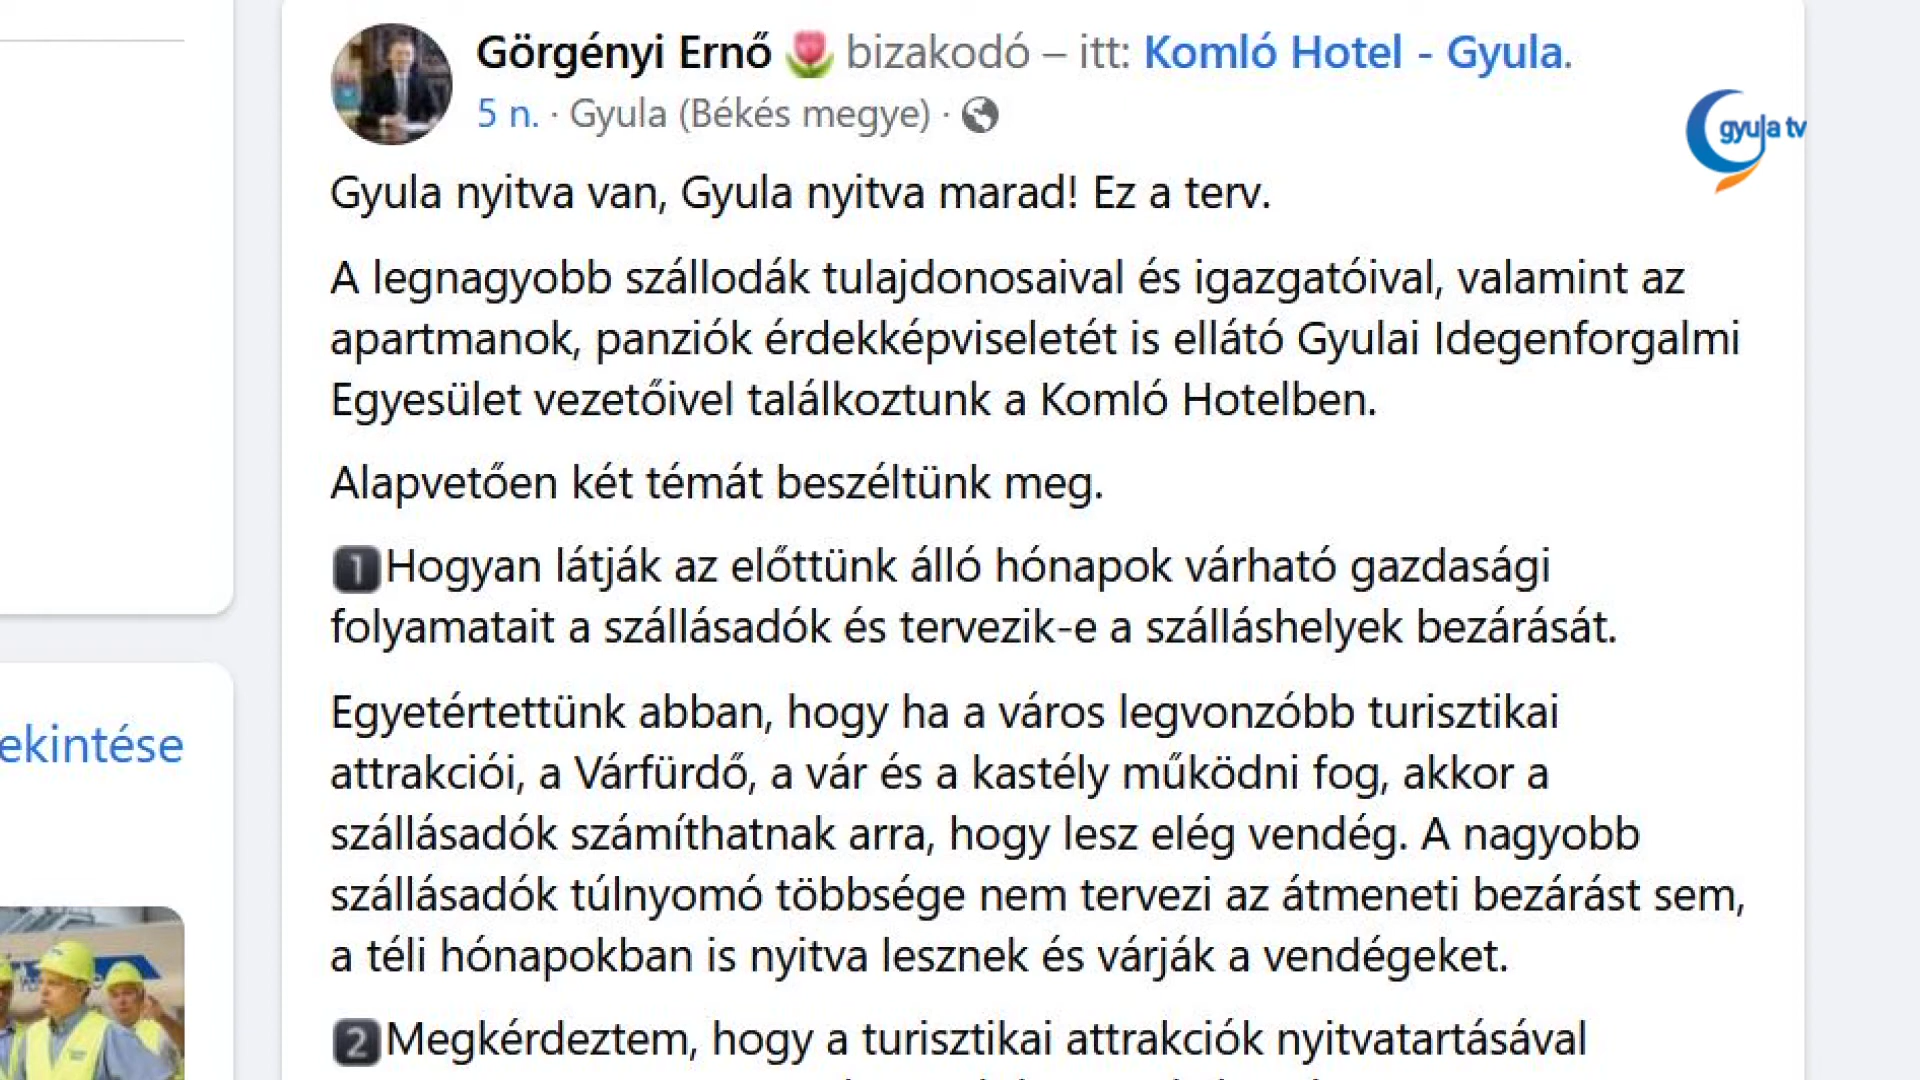 Görgényi Ernő 🌷 bizakodó – itt: Komló Hotel - Gyula.
5 n. · Gyula (Békés megye) ·
gyula tv
Gyula nyitva van, Gyula nyitva marad! Ez a terv.
A legnagyobb szállodák tulajdonosaival és igazgatóival, valamint az
apartmanok, panziók érdekképviseletét is ellátó Gyulai Idegenforgalmi
Egyesület vezetőivel találkoztunk a Komló Hotelben.
Alapvetően két témát beszéltünk meg.
1 Hogyan látják az előttünk álló hónapok várható gazdasági
folyamatait a szállásadók és tervezik-e a szálláshelyek bezárását.
Egyetértettünk abban, hogy ha a város legvonzóbb turisztikai
attrakciói, a Várfürdő, a vár és a kastély működni fog, akkor a
szállásadók számíthatnak arra, hogy lesz elég vendég. A nagyobb
szállásadók túlnyomó többsége nem tervezi az átmeneti bezárást sem,
a téli hónapokban is nyitva lesznek és várják a vendégeket.
2 Megkérdeztem, hogy a turisztikai attrakciók nyitvatartásával
ekintése